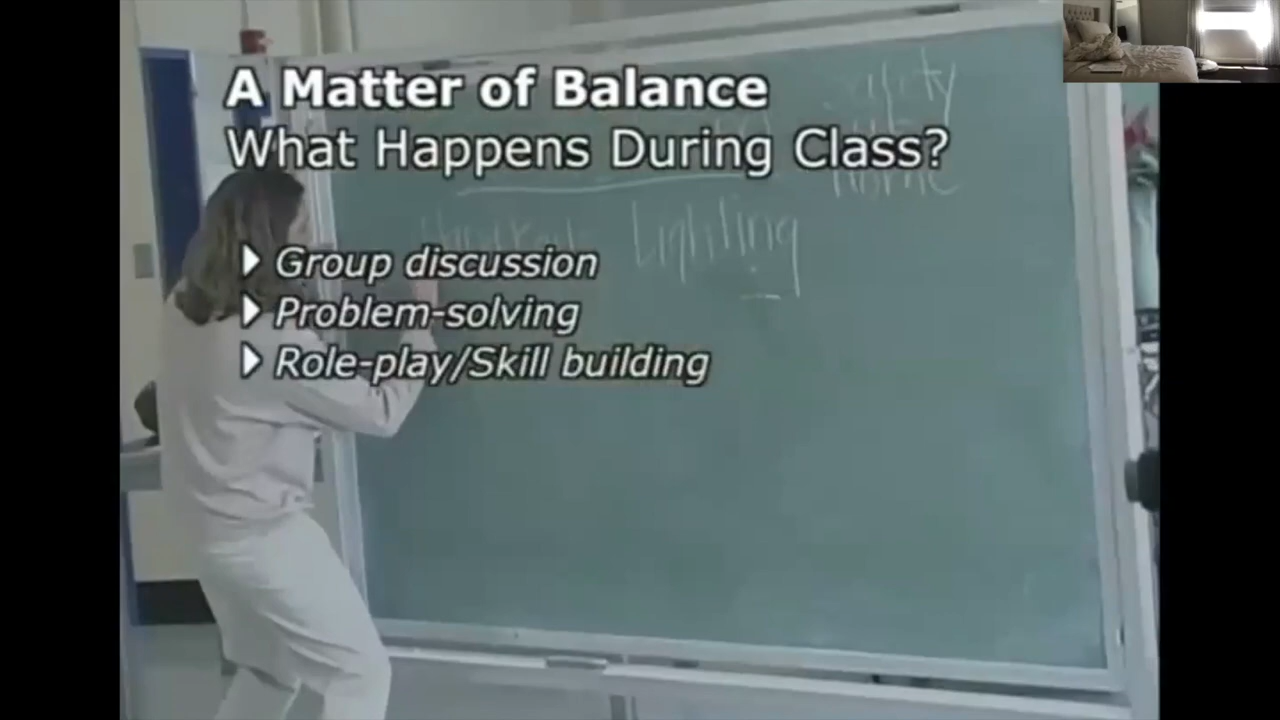 A Matter of Balance
What Happens During Class?
Group discussion
Problem-solving
Role-play/Skill building
Lighting